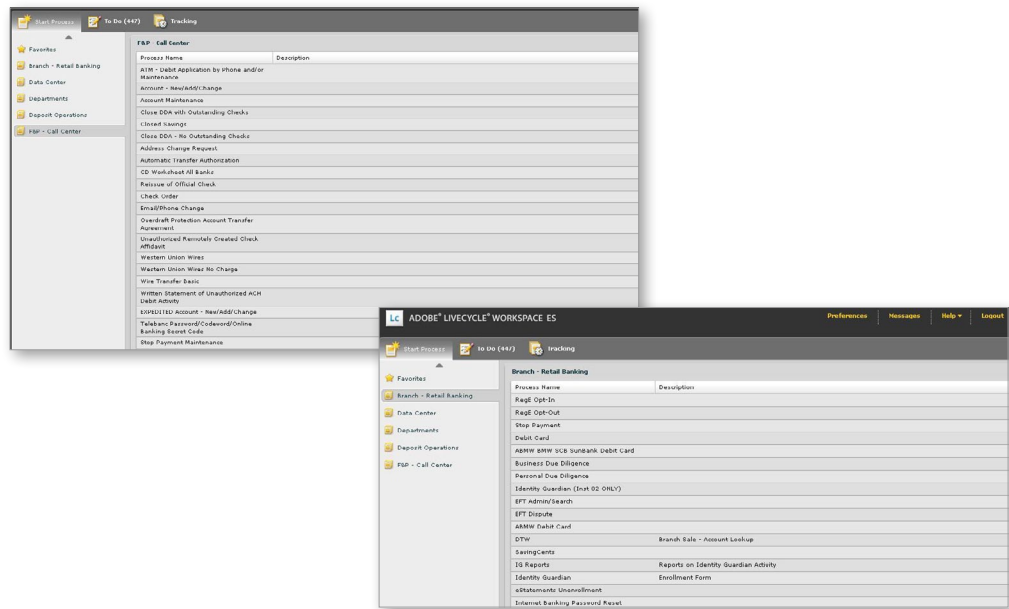 Start Process To Do (447) Tracking
Favorites
Branch - Retail Banking
Data Center
Departments
Deposit Operations
F&P - Call Center
F&P - Call Center
Process Name Description
ATM - Debit Application by Phone and/or
Maintenance
Account - New/Add/Change
Account Maintenance
Close DDA with Outstanding Checks
Closed Savings
Close DDA - No Outstanding Checks
Address Change Request
Automatic Transfer Authorization
CD Worksheet All Banks
Reissue of Official Check
Check Order
Email/Phone Change
Overdraft Protection Account Transfer
Agreement
Unauthorized Remotely Created Check
Affidavit
Western Union Wires
Western Union Wires No Charge
Wire Transfer Basic
Written Statement of Unauthorized ACH
Debit Activity
EXPEDITED Account - New/Add/Change
Telebanc Password/Codeword/Online
Banking Secret Code
Stop Payment Maintenance
Lc ADOBE® LIVECYCLE® WORKSPACE ES Preferences Messages Help Logout
Start Process To Do (447) Tracking
Favorites
Branch - Retail Banking
Data Center
Departments
Deposit Operations
F&P - Call Center
Branch - Retail Banking
Process Name Description
RegE Opt-In
RegE Opt-Out
Stop Payment
Debit Card
ABMW BMW SCB SunBank Debit Card
Business Due Diligence
Personal Due Diligence
Identity Guardian (Inst 02 ONLY)
EFT Admin/Search
EFT Dispute
ABMW Debit Card
DTW Branch Sale - Account Lookup
SavingCents
IG Reports Reports on Identity Guardian Activity
Identity Guardian Enrollment Form
eStatements Unenrollment
Internet Banking Password Reset